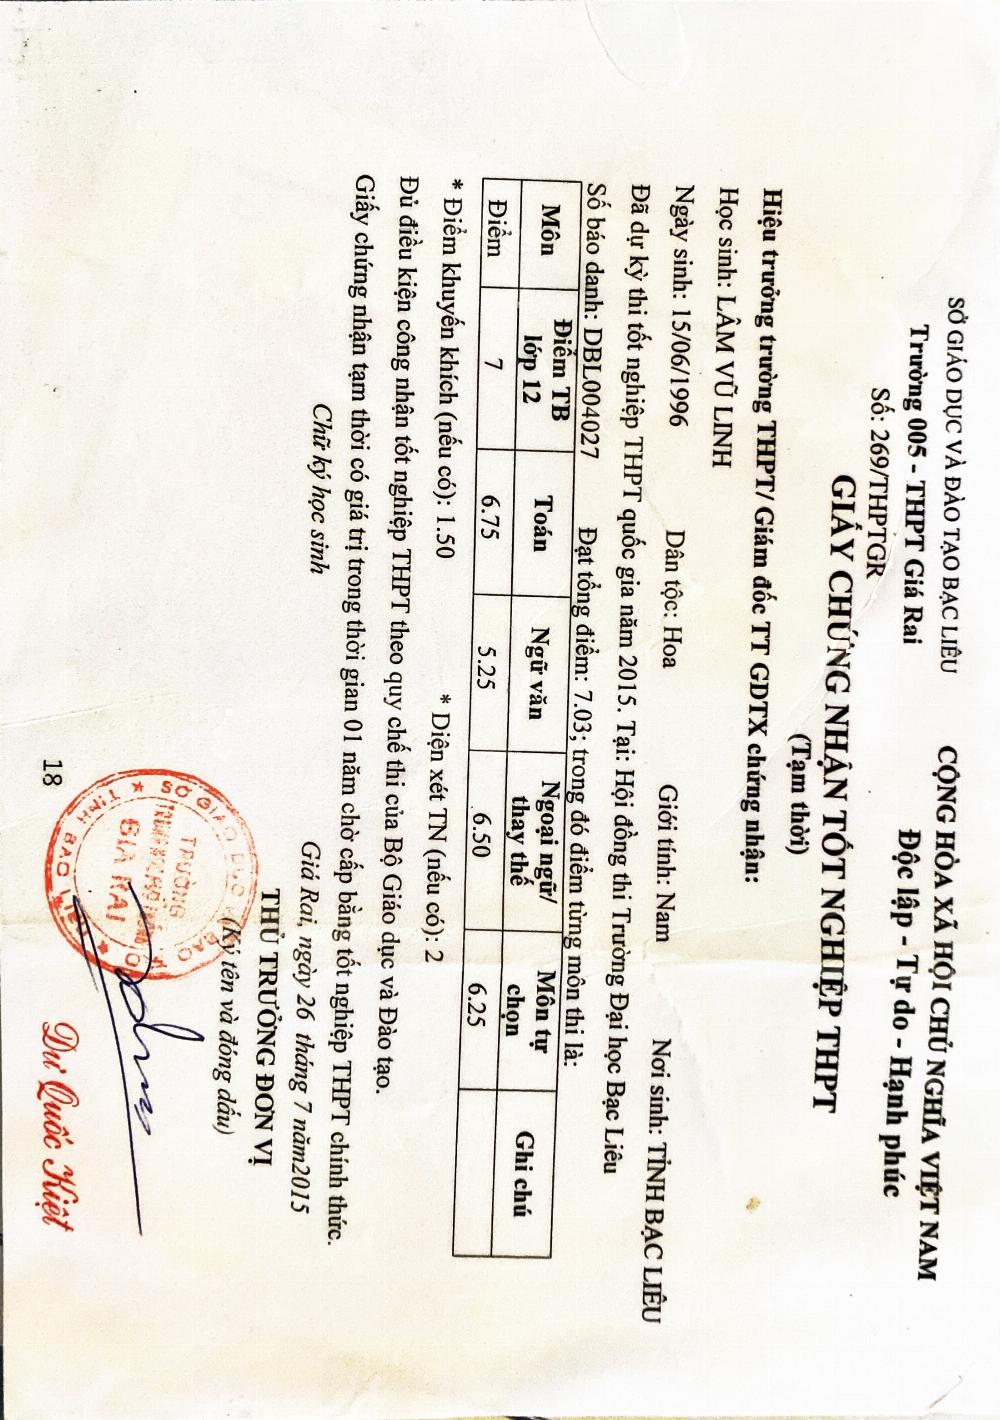 SỞ GIÁO DỤC VÀ ĐÀO TẠO BẠC LIÊU
Trường 005 - THPT Giá Rai
Số: 269/THPTGR
CỘNG HÒA XÃ HỘI CHỦ NGHĨA VIỆT NAM
Độc lập - Tự do - Hạnh phúc
GIẤY CHỨNG NHẬN TỐT NGHIỆP THPT
(Tạm thời)
Hiệu trưởng trường THPT/ Giám đốc TT GDTX chứng nhận:
Học sinh: LÂM VŨ LINH
Ngày sinh: 15/06/1996 Dân tộc: Hoa Giới tính: Nam Nơi sinh: TỈNH BẠC LIÊU
Đã dự kỳ thi tốt nghiệp THPT quốc gia năm 2015. Tại: Hội đồng thi Trường Đại học Bạc Liêu
Số báo danh: DBL004027 Đạt tổng điểm: 7.03; trong đó điểm từng môn thi là:
Môn Điểm TB lớp 12 Toán Ngữ văn Ngoại ngữ/ thay thế Môn tự chọn Ghi chú
Điểm 7 6.75 5.25 6.50 6.25
* Điểm khuyến khích (nếu có): 1.50 * Diện xét TN (nếu có): 2
Đủ điều kiện công nhận tốt nghiệp THPT theo quy chế thi của Bộ Giáo dục và Đào tạo.
Giấy chứng nhận tạm thời có giá trị trong thời gian 01 năm chờ cấp bằng tốt nghiệp THPT chính thức.
Chữ ký học sinh
Giá Rai, ngày 26 tháng 7 năm2015
THỦ TRƯỞNG ĐƠN VỊ
(Ký tên và đóng dấu)
SỞ GIÁO DỤC
TỈNH BẠC LIÊU
TRƯỜNG
GIÁ RAI
Dư Quốc Kiệt
18